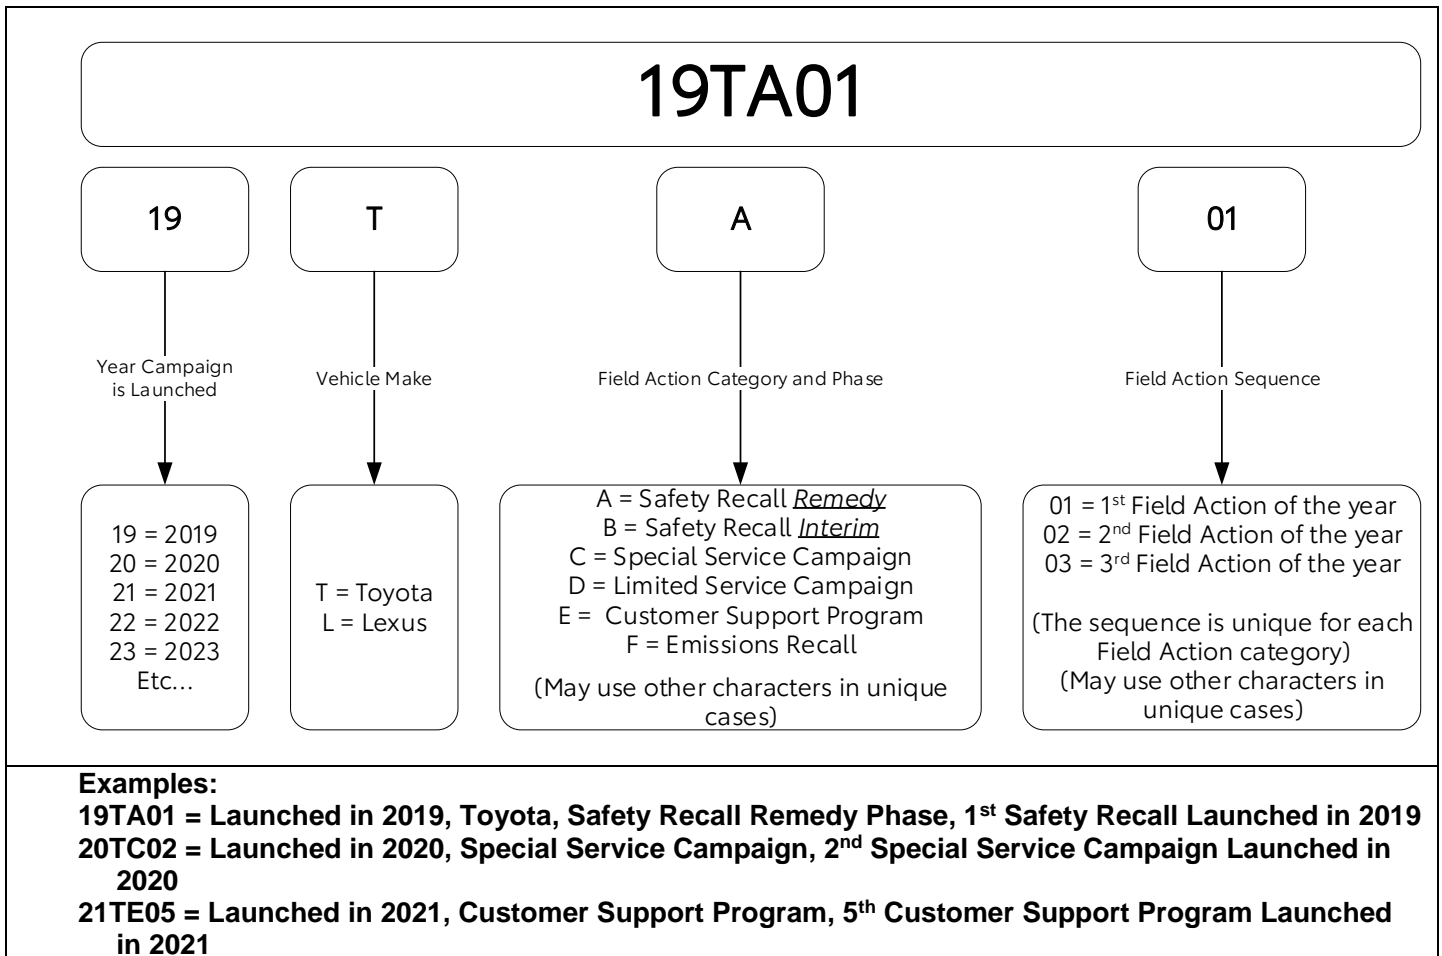 19TA01
19
T
A
01
Year Campaign
is Launched
Vehicle Make
Field Action Category and Phase
Field Action Sequence
19 = 2019
20 = 2020
21 = 2021
22 = 2022
23 = 2023
Etc…
T = Toyota
L = Lexus
A = Safety Recall Remedy
B = Safety Recall Interim
C = Special Service Campaign
D = Limited Service Campaign
E =  Customer Support Program
F = Emissions Recall
(May use other characters in unique
cases)
01 = 1st Field Action of the year
02 = 2nd Field Action of the year
03 = 3rd Field Action of the year
(The sequence is unique for each
Field Action category)
(May use other characters in
unique cases)
Examples:
19TA01 = Launched in 2019, Toyota, Safety Recall Remedy Phase, 1st Safety Recall Launched in 2019
20TC02 = Launched in 2020, Special Service Campaign, 2nd Special Service Campaign Launched in
2020
21TE05 = Launched in 2021, Customer Support Program, 5th Customer Support Program Launched
in 2021